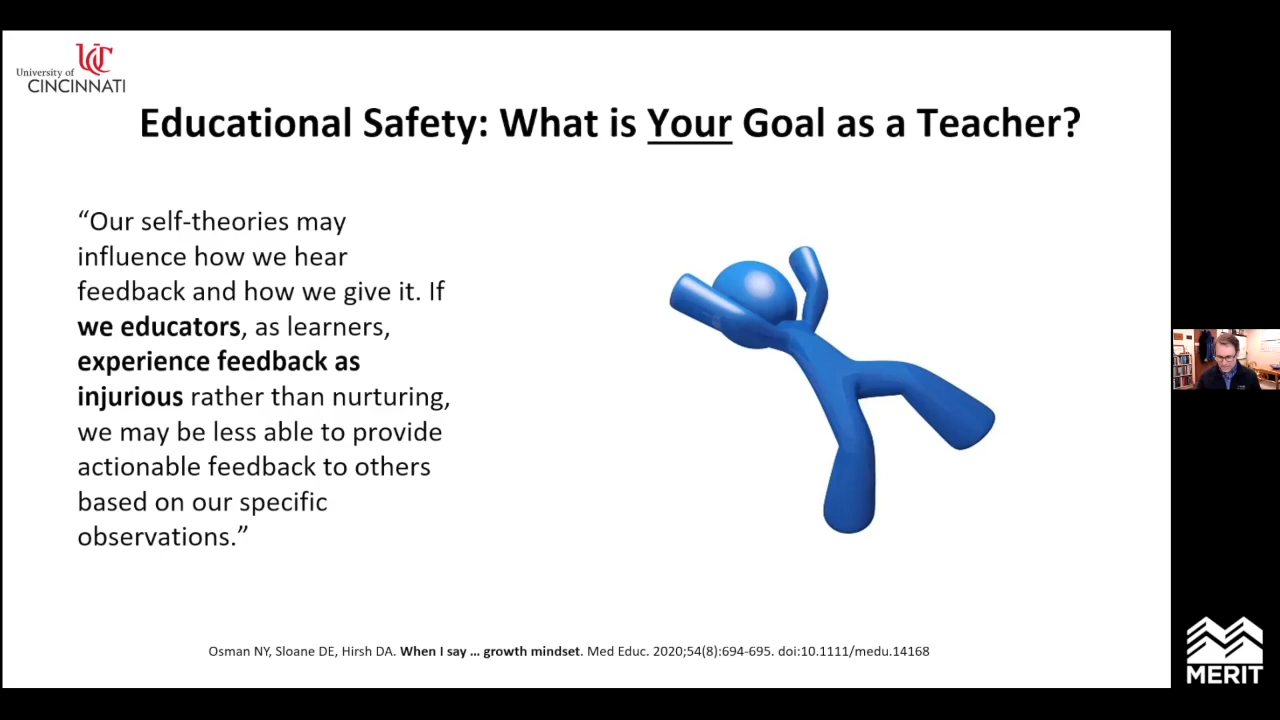 University of
CINCINNATI
Educational Safety: What is Your Goal as a Teacher?
“Our self-theories may
influence how we hear
feedback and how we give it. If
we educators, as learners,
experience feedback as
injurious rather than nurturing,
we may be less able to provide
actionable feedback to others
based on our specific
observations.”
Osman NY, Sloane DE, Hirsh DA. When I say … growth mindset. Med Educ. 2020;54(8):694-695. doi:10.1111/medu.14168
MERIT